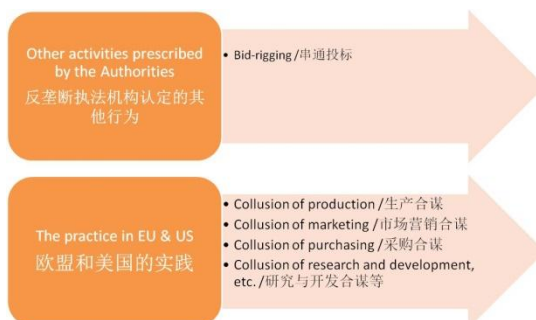 Other activities prescribed
by the Authorities
反垄断执法机构认定的其
他行为
• Bid-rigging /串通投标
The practice in EU & US
欧盟和美国的实践
• Collusion of production /生产合谋
• Collusion of marketing /市场营销合谋
• Collusion of purchasing /采购合谋
• Collusion of research and development,
etc. /研究与开发合谋等